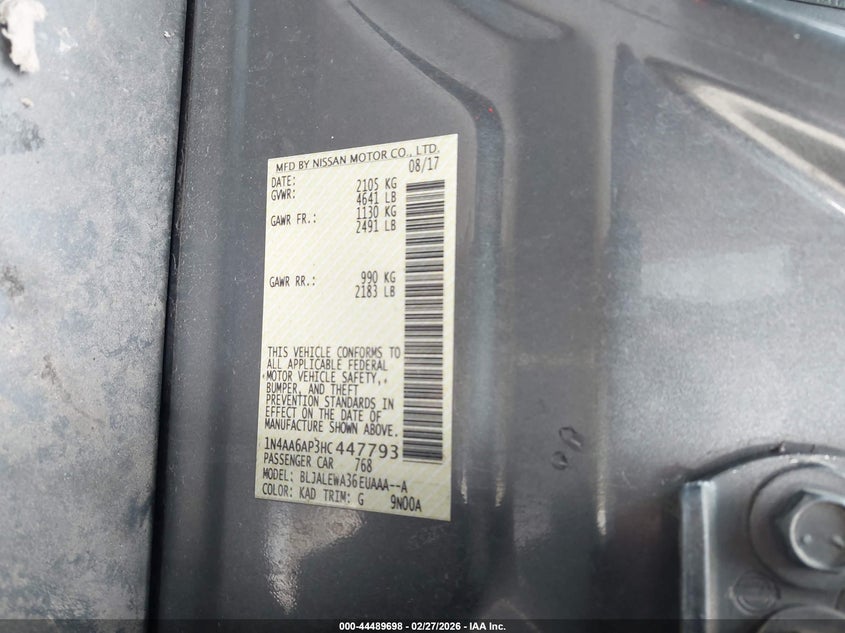 MFD BY NISSAN MOTOR CO., LTD.
DATE: 08/17
GVWR: 2105 KG
4641 LB
GAWR FR.: 1130 KG
2491 LB
GAWR RR.: 990 KG
2183 LB
THIS VEHICLE CONFORMS TO
ALL APPLICABLE FEDERAL
MOTOR VEHICLE SAFETY,
BUMPER, AND THEFT
PREVENTION STANDARDS IN
EFFECT ON THE DATE OF
MANUFACTURE SHOWN ABOVE.
1N4AA6AP3HC447793
PASSENGER CAR 768
MODEL: BLJALEWA36EUAAA--A
COLOR: KAD TRIM: G 9N00A
000-44489698 - 02/27/2026 - IAA Inc.